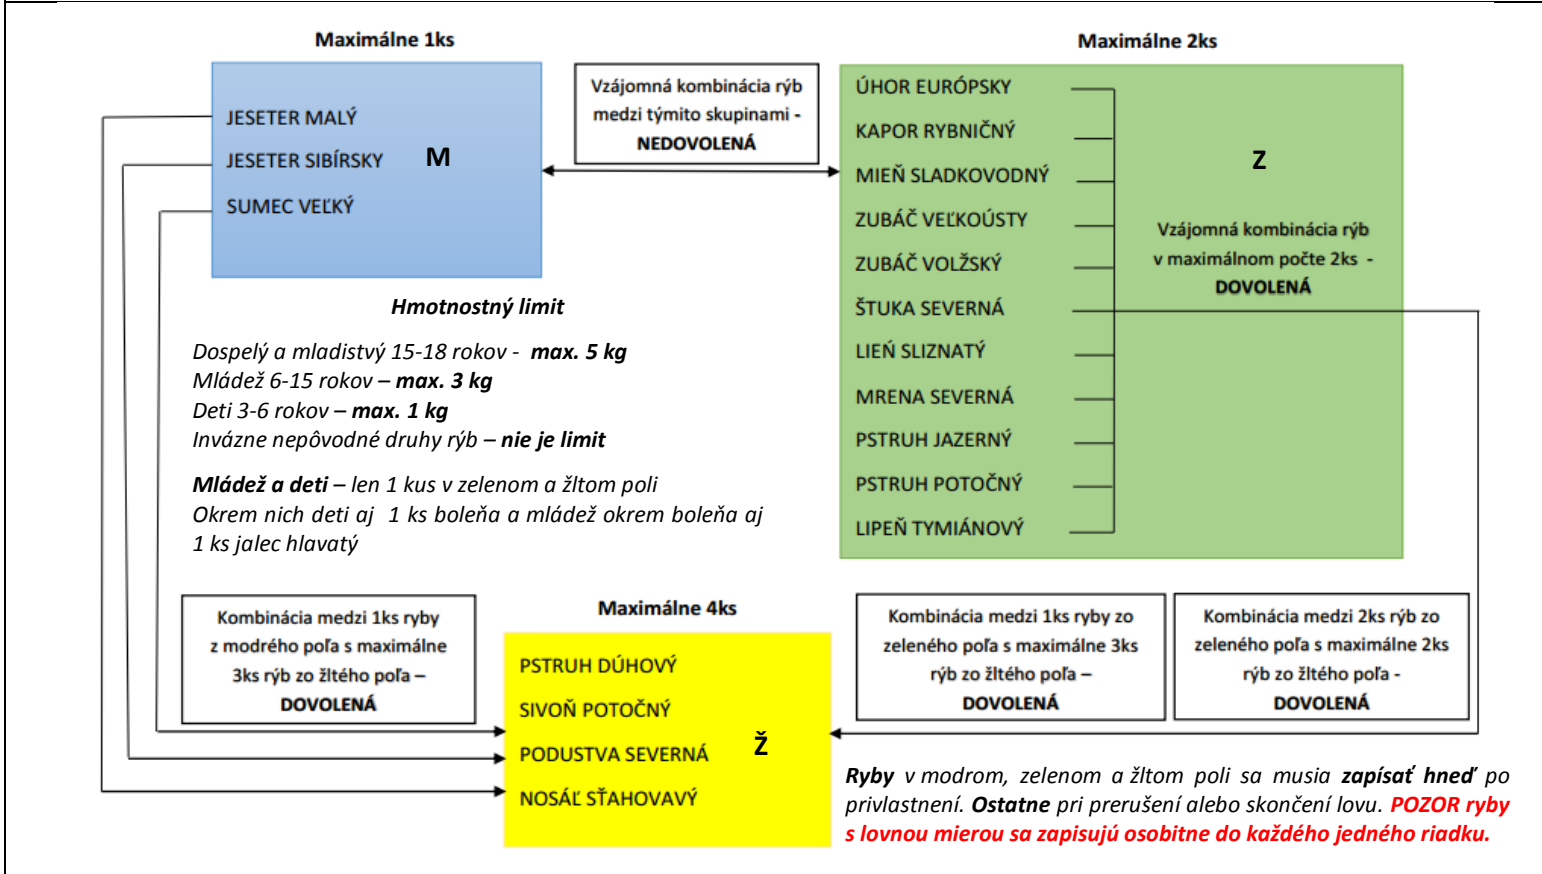 Maximálne 1ks
JESETER MALÝ
JESETER SIBÍRSKY
SUMEC VEĽKÝ
M
Vzájomná kombinácia rýb
medzi týmito skupinami -
NEDOVOLENÁ
Maximálne 2ks
ÚHOR EURÓPSKY
KAPOR RYBNIČNÝ
MIEŇ SLADKOVODNÝ
ZUBÁČ VEĽKOÚSTY
ZUBÁČ VOLŽSKÝ
ŠTUKA SEVERNÁ
LIEŃ SLIZNATÝ
MRENA SEVERNÁ
PSTRUH JAZERNÝ
PSTRUH POTOČNÝ
LIPEŇ TYMIÁNOVÝ
Z
Vzájomná kombinácia rýb
v maximálnom počte 2ks -
DOVOLENÁ
Hmotnostný limit
Dospelý a mladistvý 15-18 rokov - max. 5 kg
Mládež 6-15 rokov – max. 3 kg
Deti 3-6 rokov – max. 1 kg
Invázne nepôvodné druhy rýb – nie je limit
Mládež a deti – len 1 kus v zelenom a žltom poli
Okrem nich deti aj 1 ks boleňa a mládež okrem boleňa aj
1 ks jalec hlavatý
Kombinácia medzi 1ks ryby
z modrého poľa s maximálne
3ks rýb zo žltého poľa –
DOVOLENÁ
Maximálne 4ks
PSTRUH DÚHOVÝ
SIVOŇ POTOČNÝ
PODUSTVA SEVERNÁ
NOSÁĽ SŤAHOVAVÝ
Ž
Kombinácia medzi 1ks ryby zo
zeleného poľa s maximálne 3ks
rýb zo žltého poľa –
DOVOLENÁ
Kombinácia medzi 2ks rýb zo
zeleného poľa s maximálne 2ks
rýb zo žltého poľa -
DOVOLENÁ
Ryby v modrom, zelenom a žltom poli sa musia zapísať hneď po
privlastnení. Ostatne pri prerušení alebo skončení lovu. POZOR ryby
s lovnou mierou sa zapisujú osobitne do každého jedného riadku.